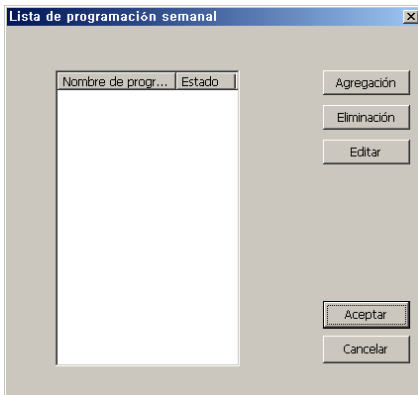 Lista de programación semanal
Nombre de progr... Estado
Agregación
Eliminación
Editar
Aceptar
Cancelar